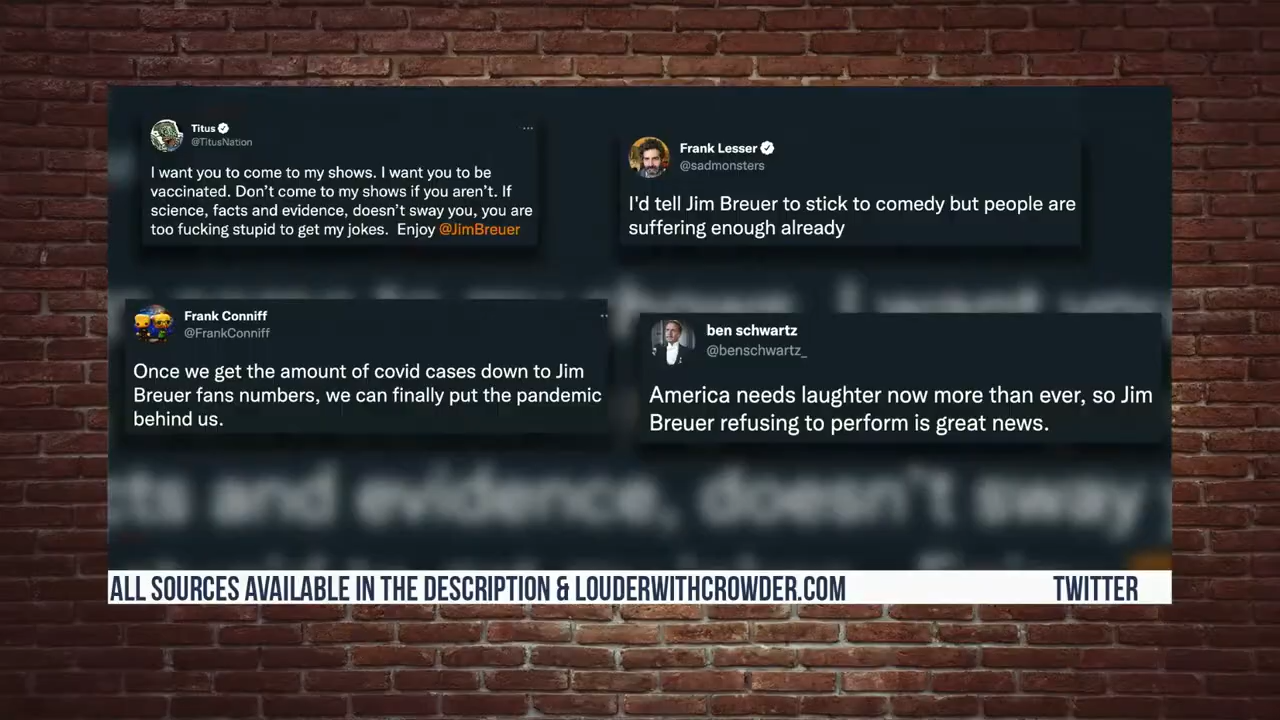 Titus
@TitusNation
I want you to come to my shows. I want you to be
vaccinated. Don't come to my shows if you aren't. If
science, facts and evidence, doesn't sway you, you are
too fucking stupid to get my jokes. Enjoy @JimBreuer
Frank Lesser
@sadmonsters
I'd tell Jim Breuer to stick to comedy but people are
suffering enough already
Frank Conniff
@FrankConniff
Once we get the amount of covid cases down to Jim
Breuer fans numbers, we can finally put the pandemic
behind us.
ben schwartz
@benschwartz_
America needs laughter now more than ever, so Jim
Breuer refusing to perform is great news.
cts and evidence, doesn't sway
ALL SOURCES AVAILABLE IN THE DESCRIPTION & LOUDERWITHCROWDER.COM TWITTER